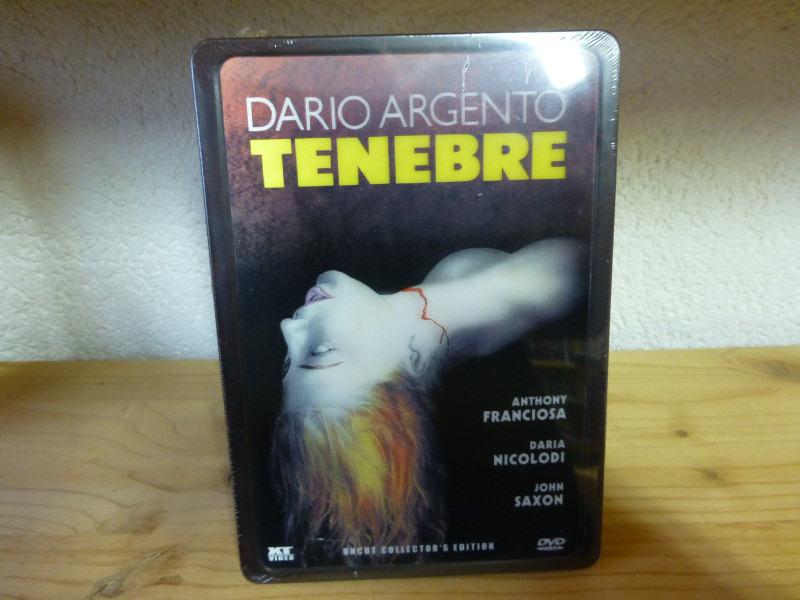 DARIO ARGENTO
TENEBRE
ANTHONY
FRANCIOSA
DARIA
NICOLODI
JOHN
SAXON
XT
VIDEO
UNCUT COLLECTOR'S EDITION
DVD